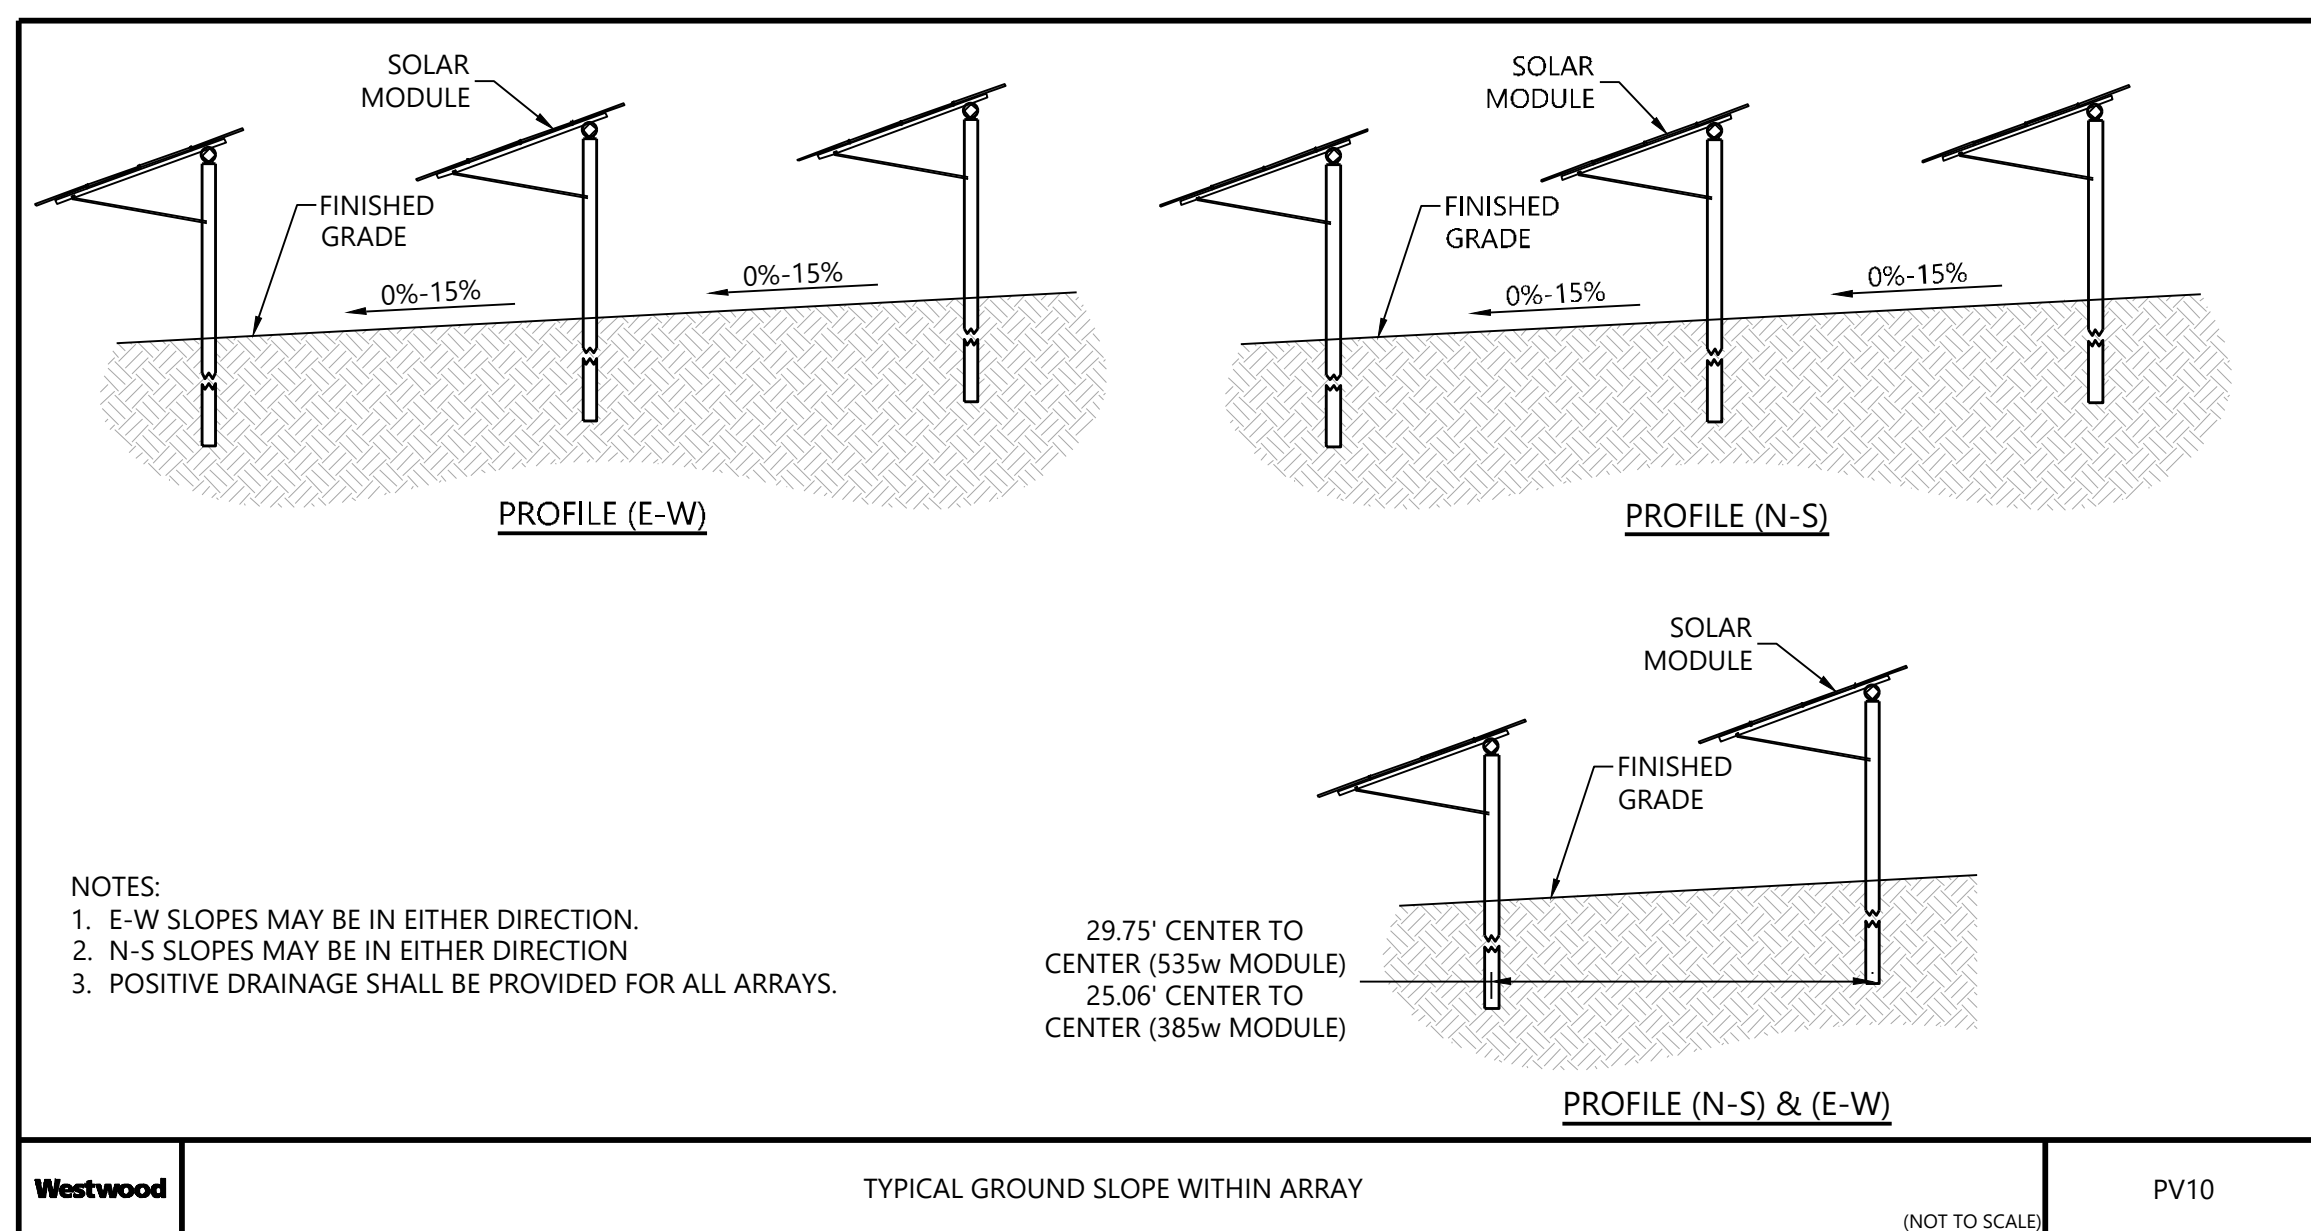 SOLAR
MODULE
FINISHED
GRADE
0%-15%
0%-15%
PROFILE (E-W)
SOLAR
MODULE
FINISHED
GRADE
0%-15%
0%-15%
PROFILE (N-S)
SOLAR
MODULE
FINISHED
GRADE
29.75' CENTER TO
CENTER (535w MODULE)
25.06' CENTER TO
CENTER (385w MODULE)
PROFILE (N-S) & (E-W)
NOTES:
1. E-W SLOPES MAY BE IN EITHER DIRECTION.
2. N-S SLOPES MAY BE IN EITHER DIRECTION
3. POSITIVE DRAINAGE SHALL BE PROVIDED FOR ALL ARRAYS.
Westwood
TYPICAL GROUND SLOPE WITHIN ARRAY
(NOT TO SCALE)
PV10